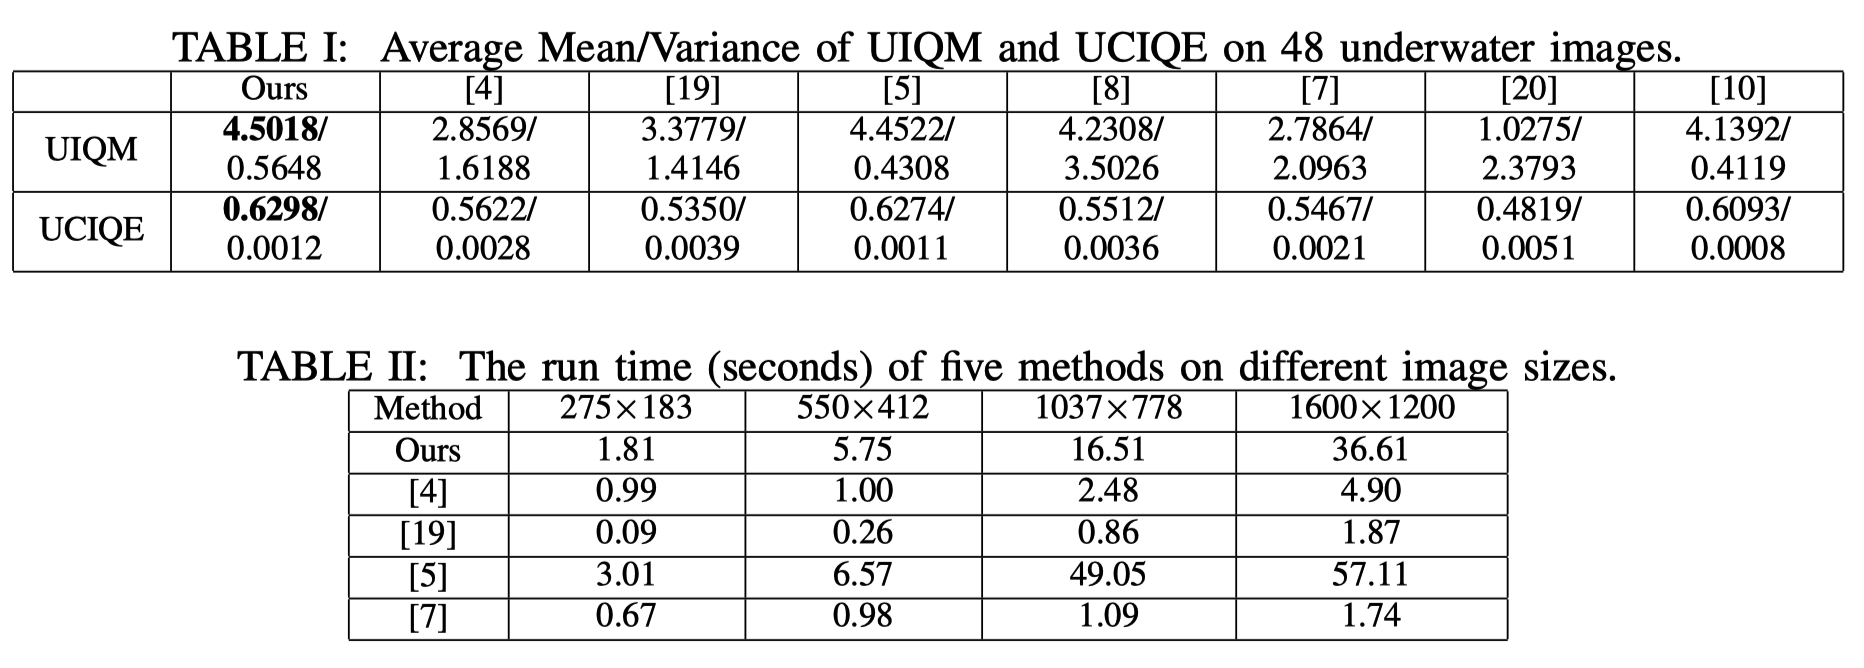 TABLE I: Average Mean/Variance of UIQM and UCIQE on 48 underwater images.
Ours [4] [19] [5] [8] [7] [20] [10]
UIQM 4.5018/ 2.8569/ 3.3779/ 4.4522/ 4.2308/ 2.7864/ 1.0275/ 4.1392/
0.5648 1.6188 1.4146 0.4308 3.5026 2.0963 2.3793 0.4119
UCIQE 0.6298/ 0.5622/ 0.5350/ 0.6274/ 0.5512/ 0.5467/ 0.4819/ 0.6093/
0.0012 0.0028 0.0039 0.0011 0.0036 0.0021 0.0051 0.0008
TABLE II: The run time (seconds) of five methods on different image sizes.
Method 275×183 550×412 1037×778 1600×1200
Ours 1.81 5.75 16.51 36.61
[4] 0.99 1.00 2.48 4.90
[19] 0.09 0.26 0.86 1.87
[5] 3.01 6.57 49.05 57.11
[7] 0.67 0.98 1.09 1.74